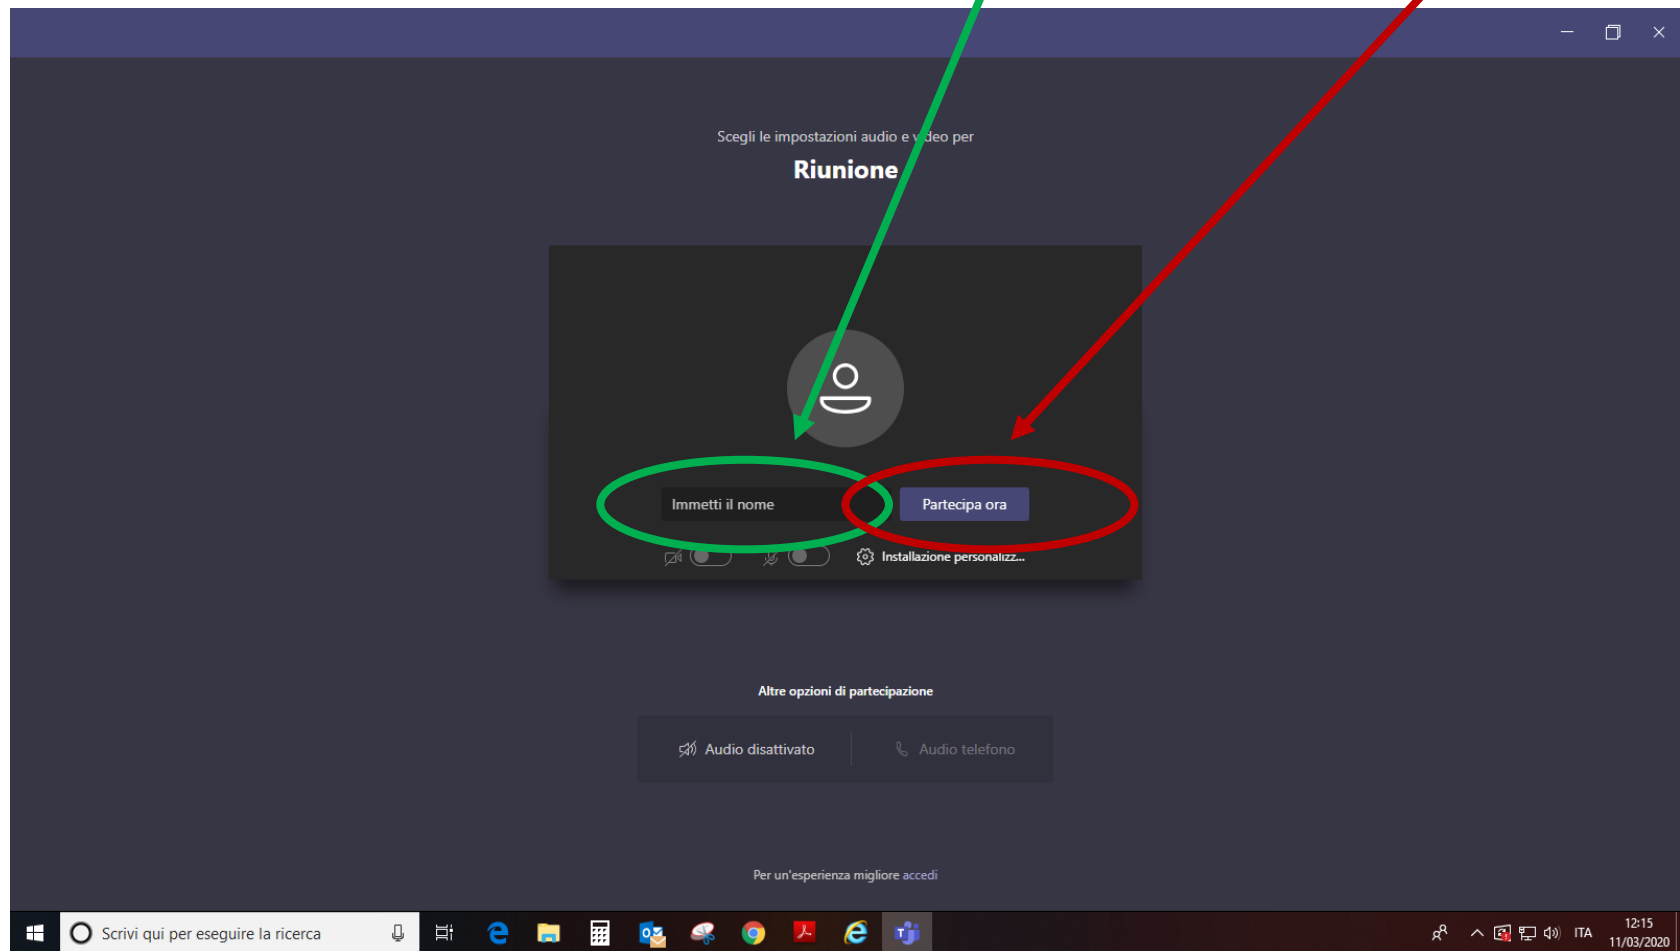 Scegli le impostazioni audio e video per
Riunione
Immetti il nome
Partecipa ora
Installazione personalizz...
Altre opzioni di partecipazione
Audio disattivato
Audio telefono
Per un'esperienza migliore accedi
Scrivi qui per eseguire la ricerca
ITA
12:15
11/03/2020